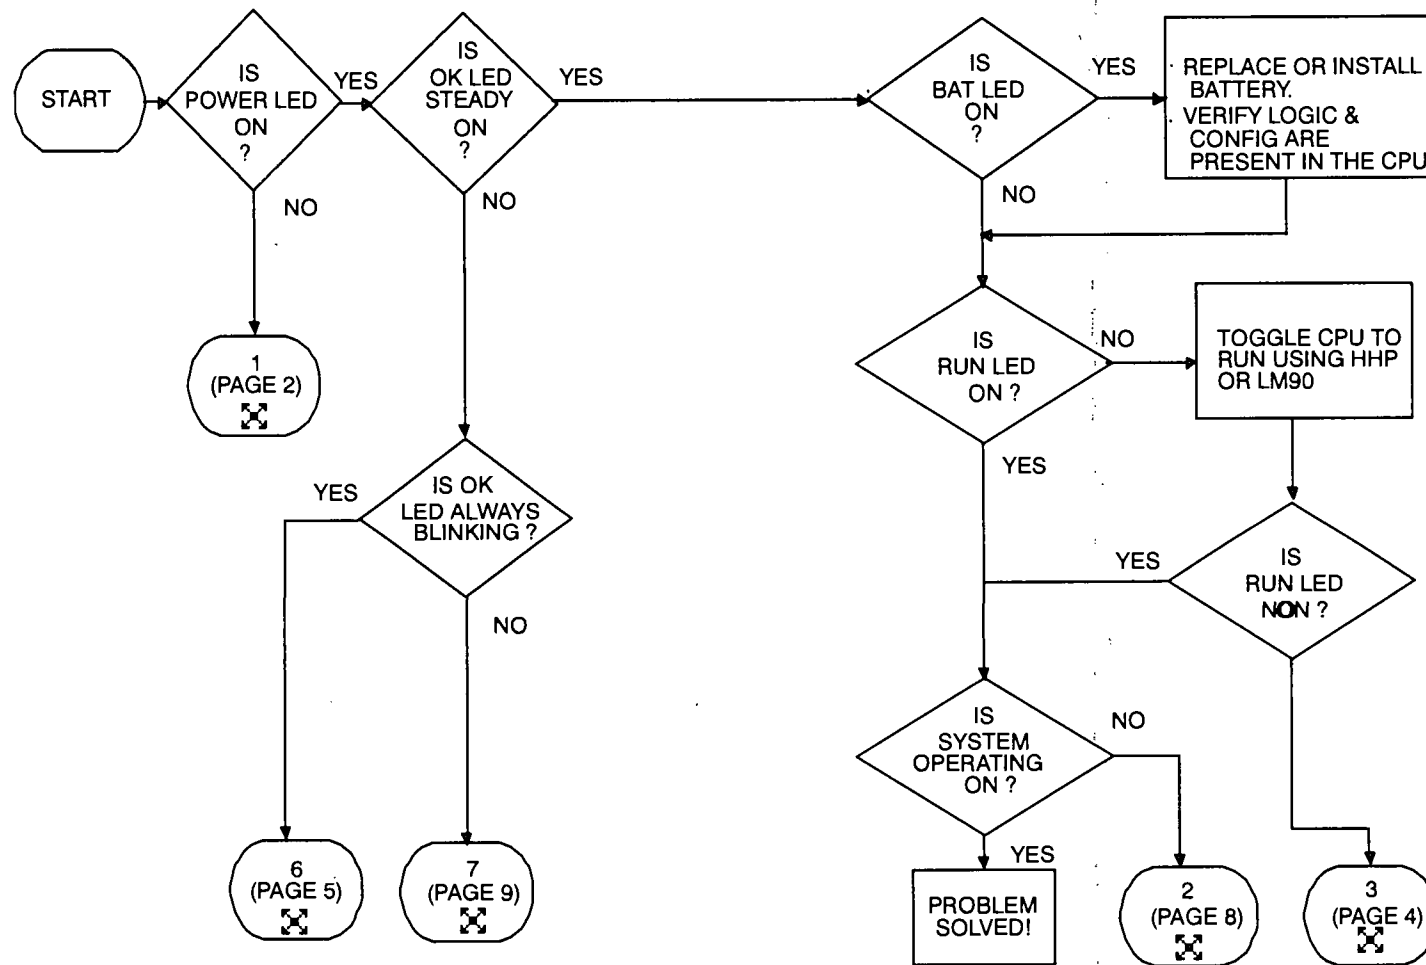 START
IS
POWER LED
ON
?
YES
NO
1
(PAGE 2)
IS
OK LED
STEADY
ON
?
YES
NO
IS OK
LED ALWAYS
BLINKING ?
YES
NO
6
(PAGE 5)
7
(PAGE 9)
IS
BAT LED
ON
?
YES
NO
REPLACE OR INSTALL
BATTERY.
VERIFY LOGIC &
CONFIG ARE
PRESENT IN THE CPU
IS
RUN LED
ON ?
NO
YES
TOGGLE CPU TO
RUN USING HHP
OR LM90
IS
RUN LED
ON ?
YES
IS
SYSTEM
OPERATING
ON ?
NO
YES
PROBLEM
SOLVED!
2
(PAGE 8)
3
(PAGE 4)